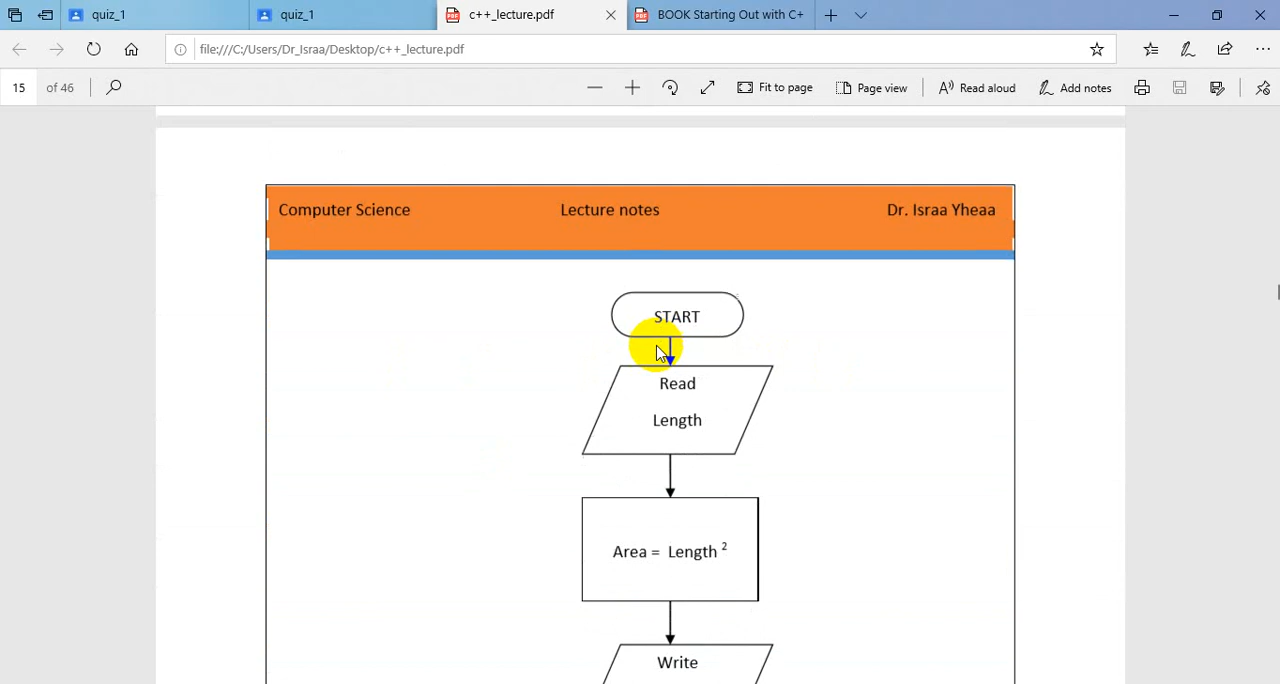 quiz_1
quiz_1
c++_lecture.pdf
BOOK Starting Out with C+
file:///C:/Users/Dr_Israa/Desktop/c++_lecture.pdf
15 of 46
Fit to page
Page view
Read aloud
Add notes
Computer Science Lecture notes Dr. Israa Yheaa
START
Read
Length
Area = Length ²
Write